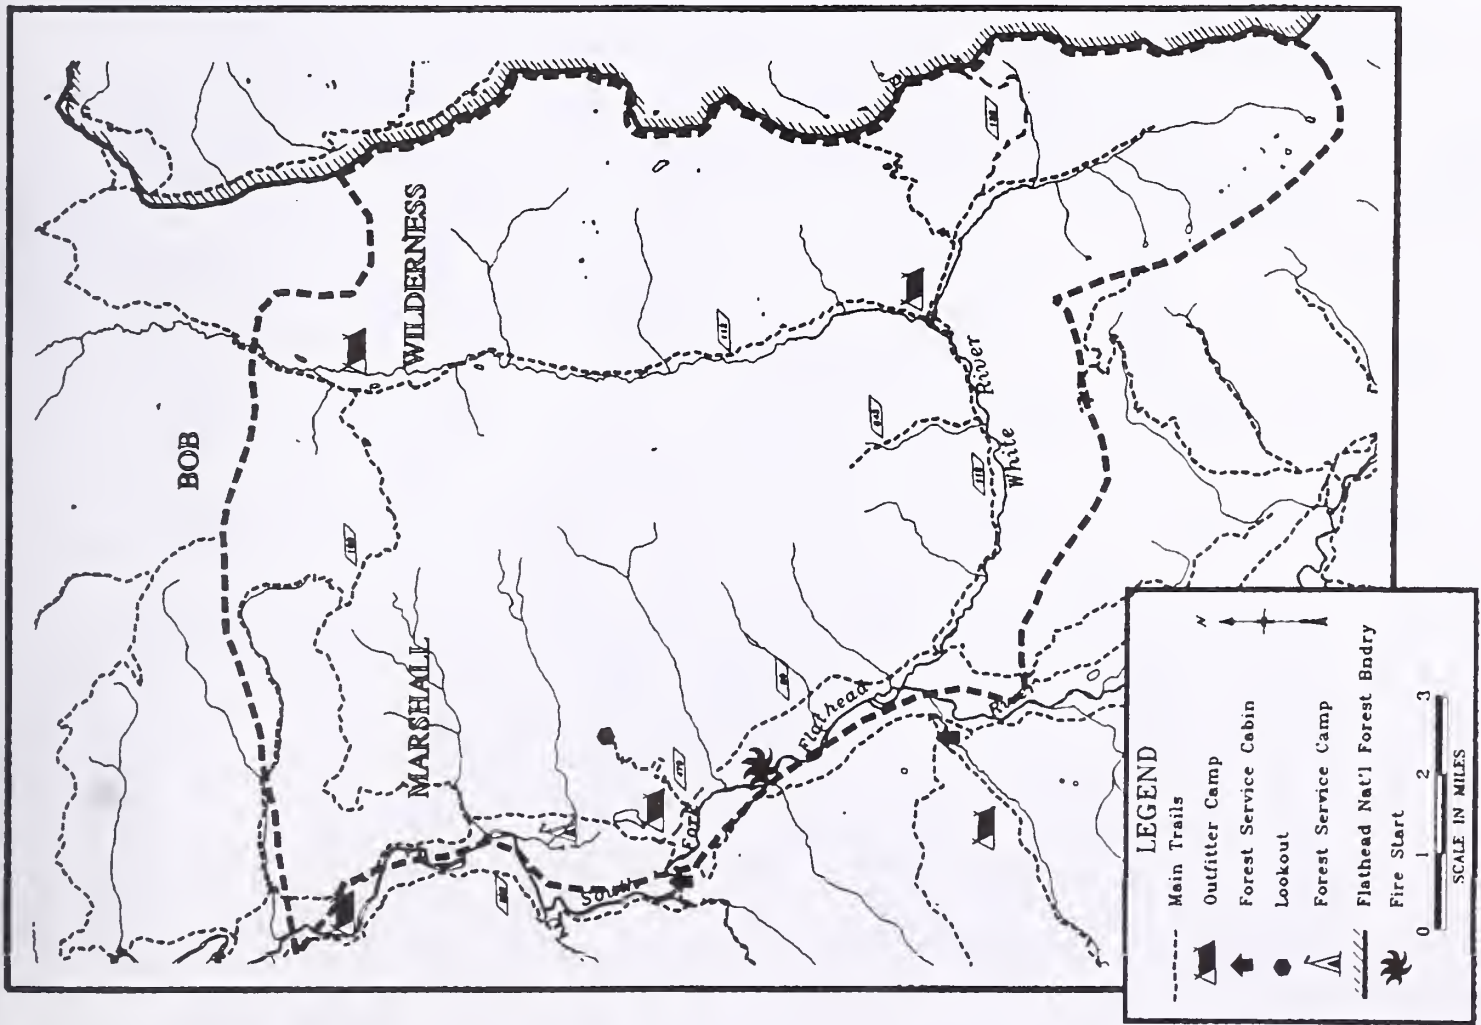 BOB
MARSHALL
WILDERNESS
South
Fork
Flathead
White
River
LEGEND
Main Trails
Outfitter Camp
Forest Service Cabin
Lookout
Forest Service Camp
Flathead Nat'l Forest Bndry
Fire Start
N
0 1 2 3
SCALE IN MILES